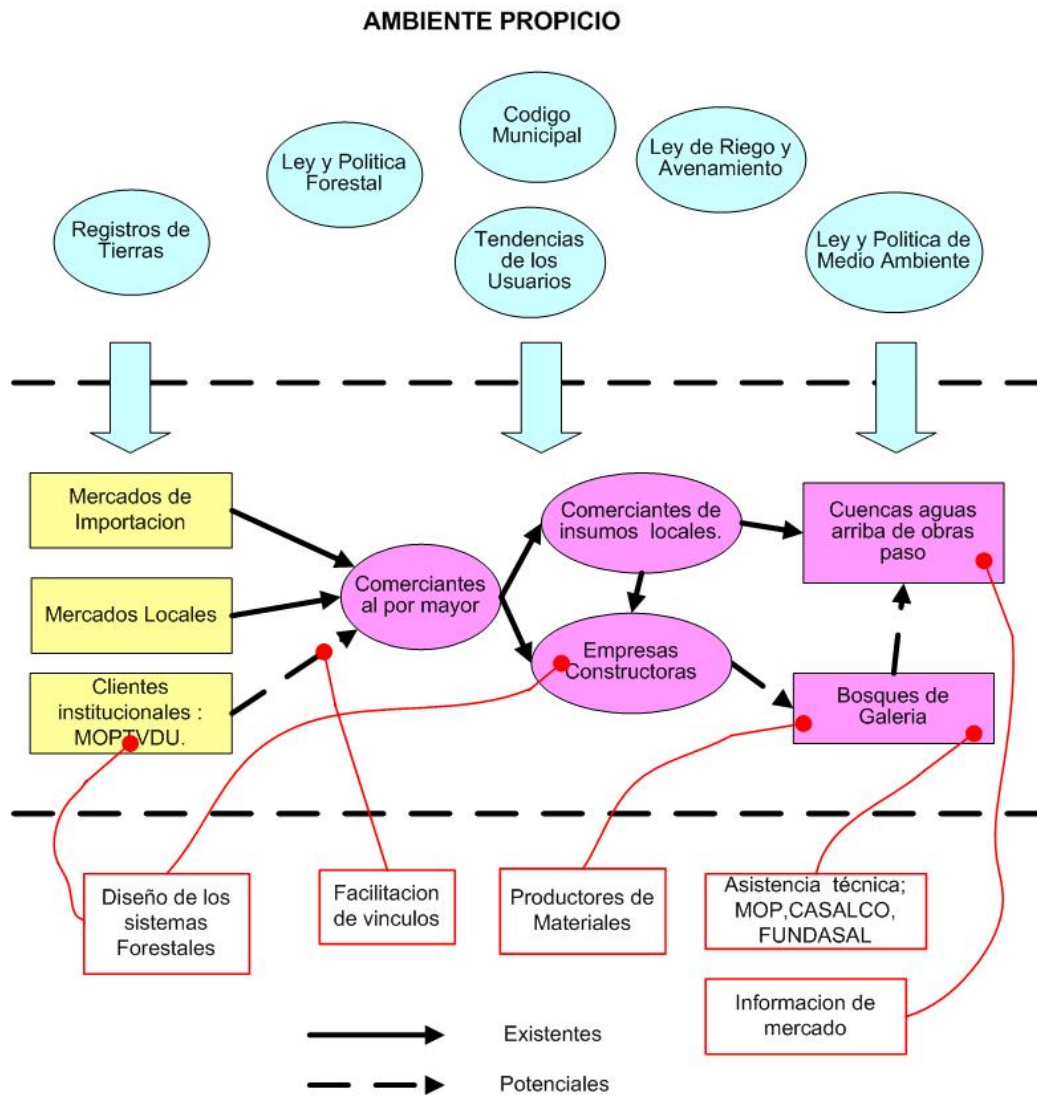 AMBIENTE PROPICIO
Codigo
Municipal
Ley y Politica
Forestal
Ley de Riego y
Avenamiento
Registros de
Tierras
Tendencias
de los
Usuarios
Ley y Politica de
Medio Ambiente
Mercados de
Importacion
Comerciantes de
insumos locales.
Cuencas aguas
arriba de obras
paso
Mercados Locales
Comerciantes
al por mayor
Empresas
Constructoras
Clientes
institucionales :
MOPTVDU.
Bosques de
Galeria
Diseño de los
sistemas
Forestales
Facilitacion
de vinculos
Productores de
Materiales
Asistencia técnica;
MOP,CASALCO,
FUNDASAL
Informacion de
mercado
Existentes
Potenciales